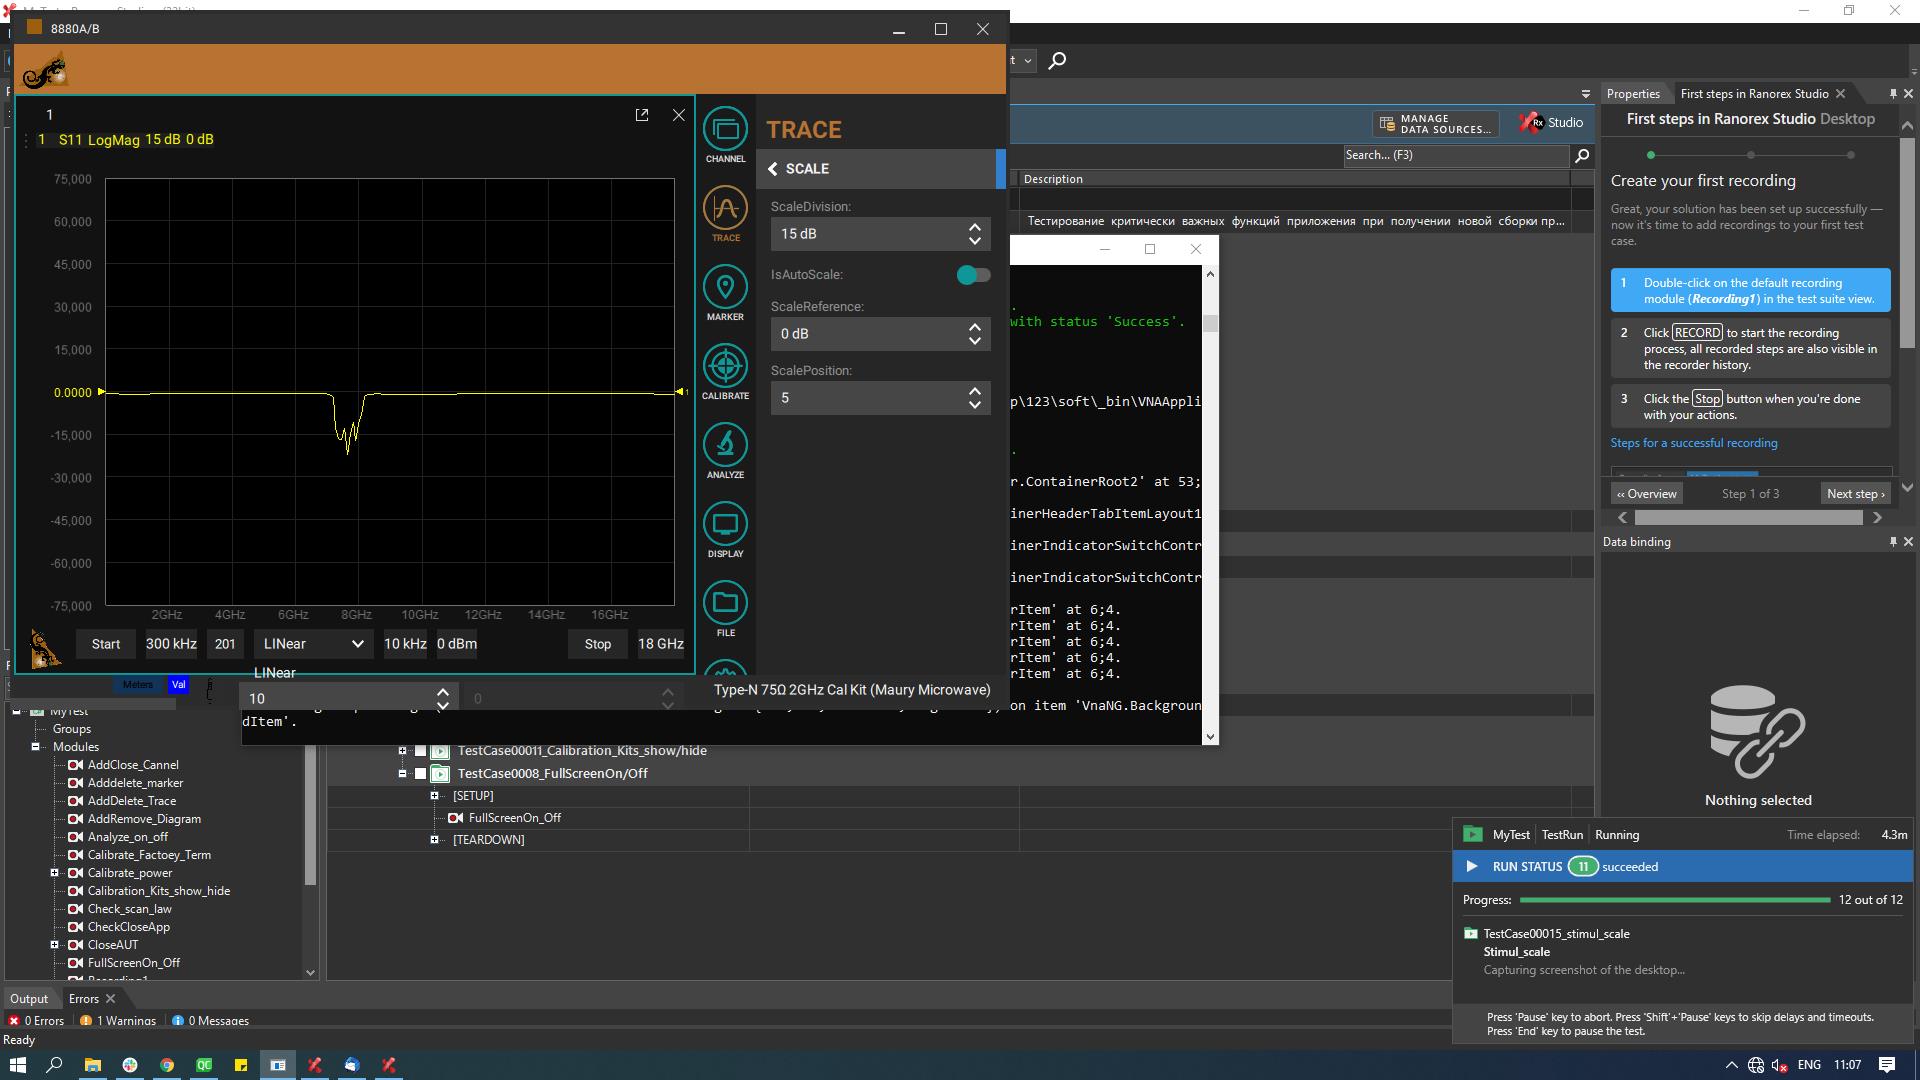 8880A/B
1
1 S11 LogMag 15 dB 0 dB
75,000
60,000
45,000
30,000
15,000
0.0000
1
-15,000
-30,000
-45,000
-60,000
-75,000
2GHz 4GHz 6GHz 8GHz 10GHz 12GHz 14GHz 16GHz
Start 300 kHz 201 LINear 10 kHz 0 dBm Stop 18 GHz
LINear
10 0
Type-N 75Ω 2GHz Cal Kit (Maury Microwave)
Meters Val
CHANNEL
TRACE
MARKER
CALIBRATE
ANALYZE
DISPLAY
FILE
TRACE
SCALE
ScaleDivision:
15 dB
IsAutoScale:
ScaleReference:
0 dB
ScalePosition:
5
MANAGE
DATA SOURCES...
Rx Studio
Search... (F3)
Description
Тестирование критически важных функций приложения при получении новой сборки пр...
.
with status 'Success'.
p\123\soft\_bin\VNAAppli
.
r.ContainerRoot2' at 53;
inerHeaderTabItemLayout1
inerIndicatorSwitchContr
inerIndicatorSwitchContr
rItem' at 6;4.
rItem' at 6;4.
rItem' at 6;4.
rItem' at 6;4.
rItem' at 6;4.
on item 'VnaNG.Backgroun
dItem'.
MyTest
Groups
Modules
AddClose_Cannel
Adddelete_marker
AddDelete_Trace
AddRemove_Diagram
Analyze_on_off
Calibrate_Factoey_Term
Calibrate_power
Calibration_Kits_show_hide
Check_scan_law
CheckCloseApp
CloseAUT
FullScreenOn_Off
TestCase00011_Calibration_Kits_show/hide
TestCase0008_FullScreenOn/Off
[SETUP]
FullScreenOn_Off
[TEARDOWN]
Properties First steps in Ranorex Studio
First steps in Ranorex Studio Desktop
Create your first recording
Great, your solution has been set up successfully —
now it's time to add recordings to your first test
case.
1 Double-click on the default recording
module (Recording1) in the test suite view.
2 Click RECORD to start the recording
process, all recorded steps are also visible in
the recorder history.
3 Click the Stop button when you're done
with your actions.
Steps for a successful recording
‹‹ Overview Step 1 of 3 Next step ›
Data binding
Nothing selected
MyTest TestRun Running Time elapsed: 4.3m
RUN STATUS 11 succeeded
Progress: 12 out of 12
TestCase00015_stimul_scale
Stimul_scale
Capturing screenshot of the desktop...
Press 'Pause' key to abort. Press 'Shift'+'Pause' keys to skip delays and timeouts.
Press 'End' key to pause the test.
Output Errors
0 Errors 1 Warnings 0 Messages
Ready
QC
ENG 11:07